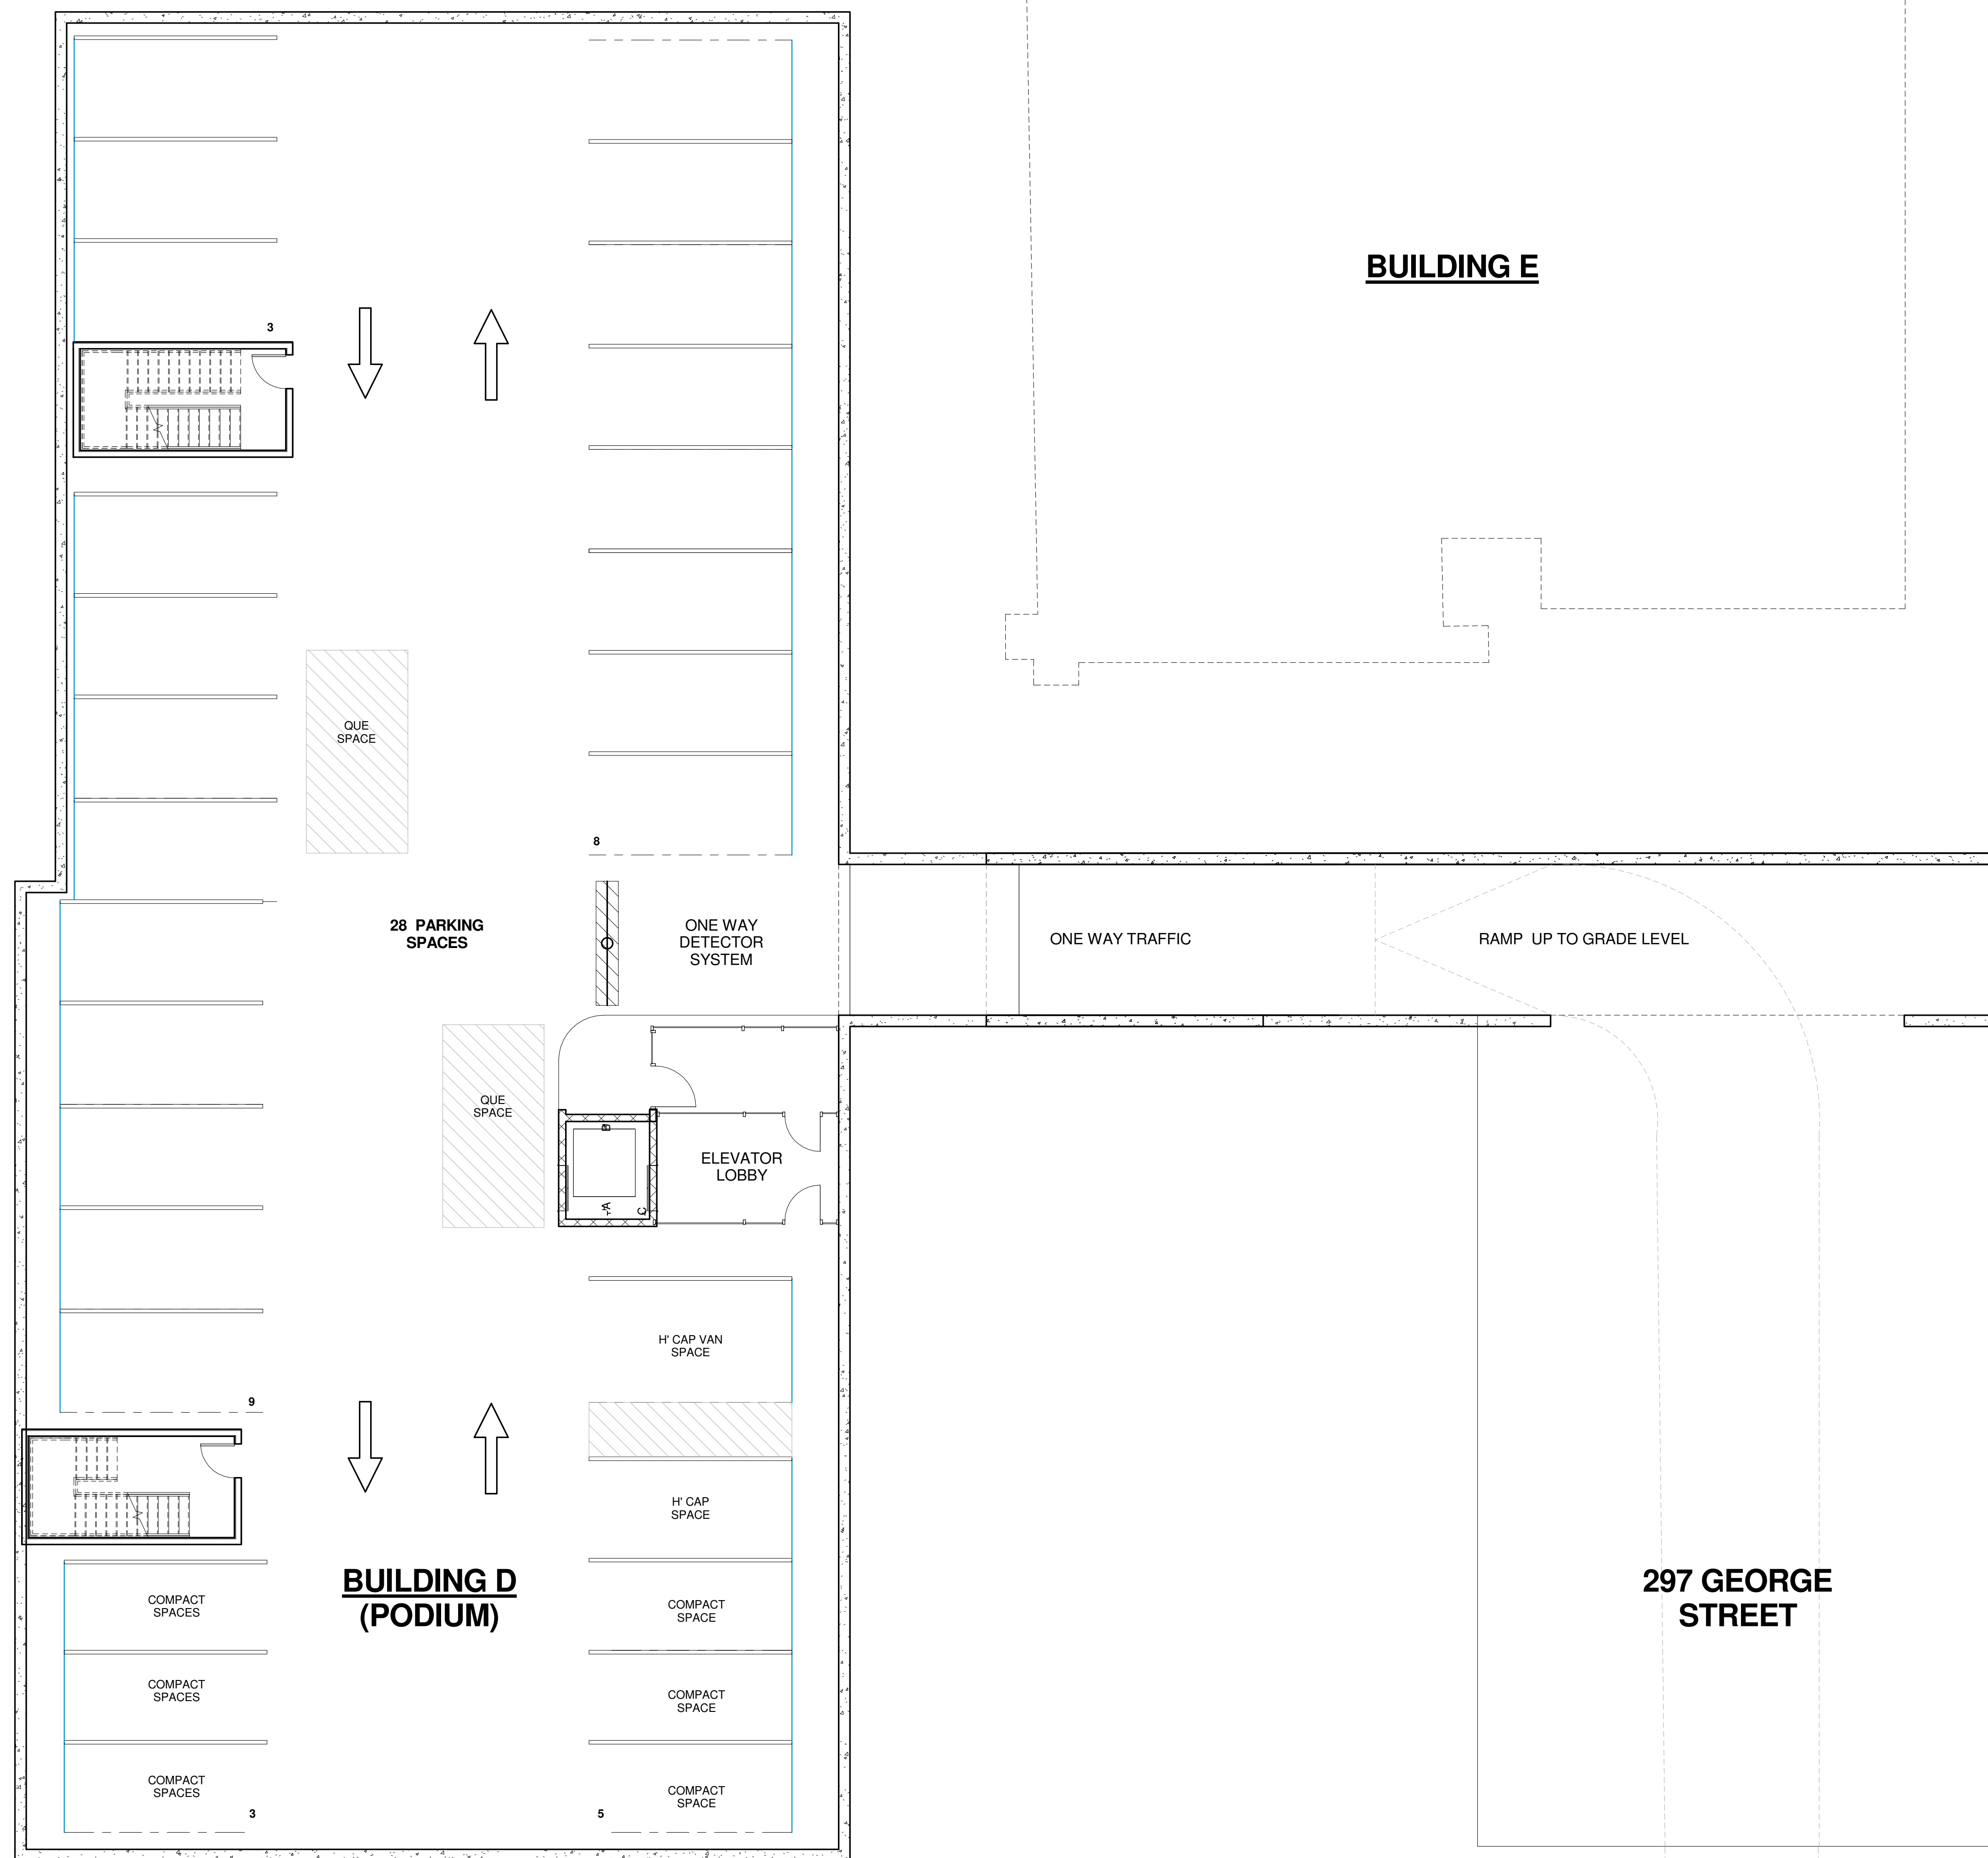 BUILDING E
3
QUE
SPACE
8
28 PARKING
SPACES
ONE WAY
DETECTOR
SYSTEM
ONE WAY TRAFFIC
RAMP UP TO GRADE LEVEL
QUE
SPACE
B
A
C
ELEVATOR
LOBBY
H' CAP VAN
SPACE
9
H' CAP
SPACE
BUILDING D
(PODIUM)
297 GEORGE
STREET
COMPACT
SPACES
COMPACT
SPACE
COMPACT
SPACES
COMPACT
SPACE
COMPACT
SPACES
COMPACT
SPACE
3
5